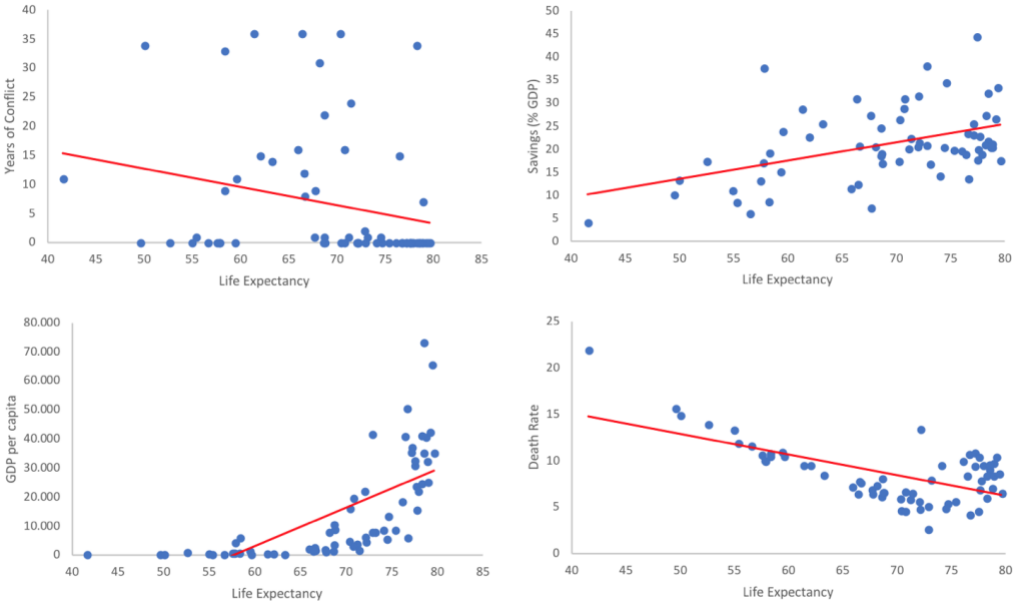 40
35
30
25
20
15
10
5
0
40 45 50 55 60 65 70 75 80 85
Years of Conflict
Life Expectancy
50
45
40
35
30
25
20
15
10
5
0
40 45 50 55 60 65 70 75 80
Savings (% GDP)
Life Expectancy
80.000
70.000
60.000
50.000
40.000
30.000
20.000
10.000
0
40 45 50 55 60 65 70 75 80 85
GDP per capita
Life Expectancy
25
20
15
10
5
0
40 45 50 55 60 65 70 75 80
Death Rate
Life Expectancy